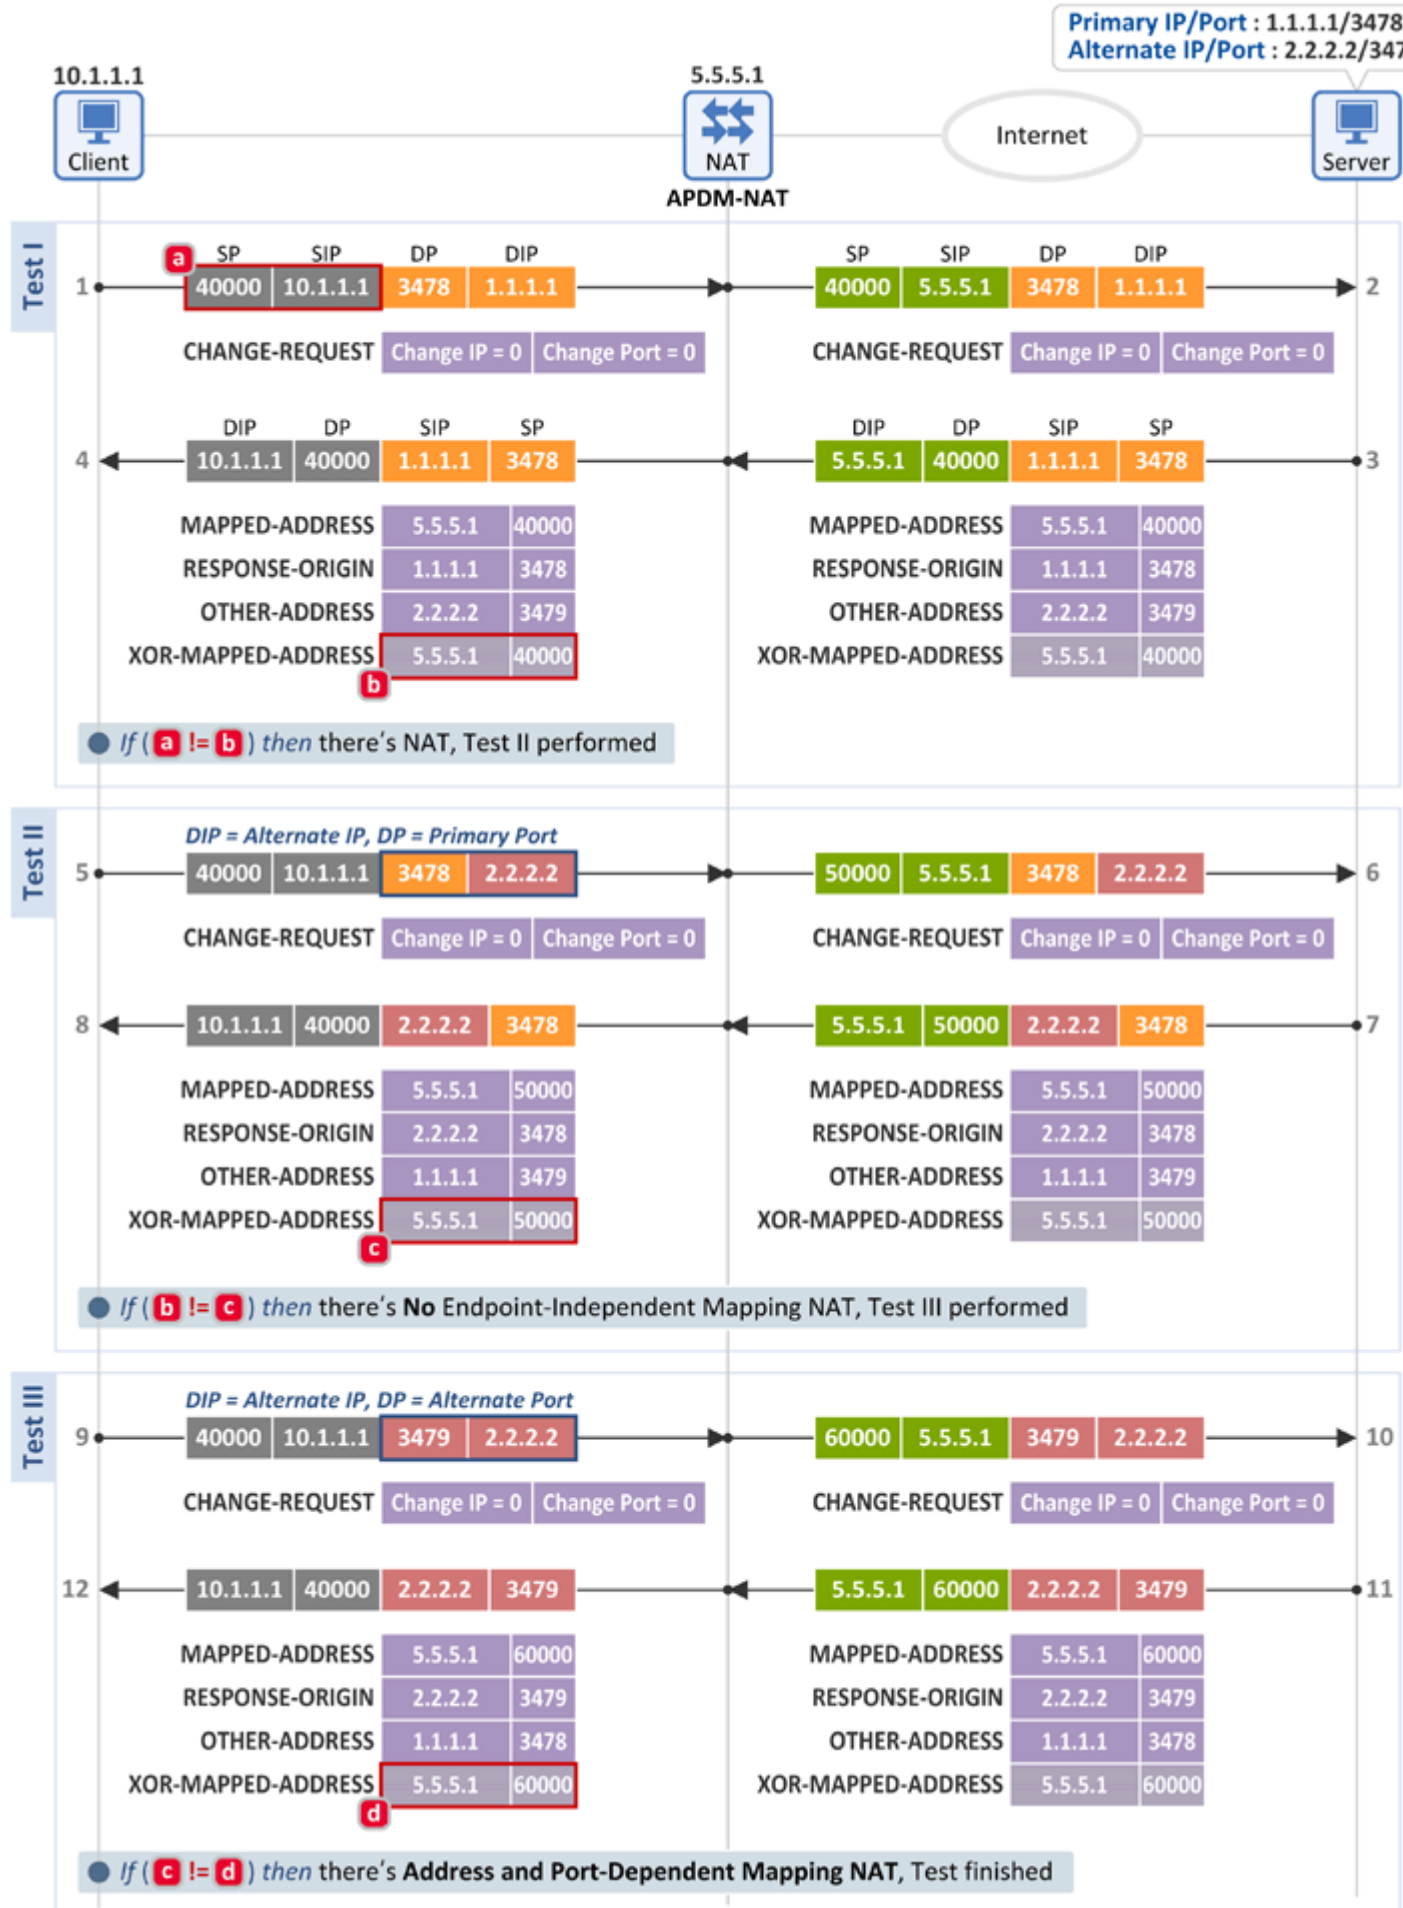 Primary IP/Port : 1.1.1.1/3478
Alternate IP/Port : 2.2.2.2/347
10.1.1.1
5.5.5.1
Client
NAT
Internet
Server
APDM-NAT
Test I
a
SP SIP DP DIP
SP SIP DP DIP
1 40000 10.1.1.1 3478 1.1.1.1
40000 5.5.5.1 3478 1.1.1.1 2
CHANGE-REQUEST Change IP = 0 Change Port = 0
CHANGE-REQUEST Change IP = 0 Change Port = 0
DIP DP SIP SP
DIP DP SIP SP
4 10.1.1.1 40000 1.1.1.1 3478
5.5.5.1 40000 1.1.1.1 3478 3
MAPPED-ADDRESS 5.5.5.1 40000
MAPPED-ADDRESS 5.5.5.1 40000
RESPONSE-ORIGIN 1.1.1.1 3478
RESPONSE-ORIGIN 1.1.1.1 3478
OTHER-ADDRESS 2.2.2.2 3479
OTHER-ADDRESS 2.2.2.2 3479
XOR-MAPPED-ADDRESS 5.5.5.1 40000
XOR-MAPPED-ADDRESS 5.5.5.1 40000
b
If ( a != b ) then there's NAT, Test II performed
Test II
DIP = Alternate IP, DP = Primary Port
5 40000 10.1.1.1 3478 2.2.2.2
50000 5.5.5.1 3478 2.2.2.2 6
CHANGE-REQUEST Change IP = 0 Change Port = 0
CHANGE-REQUEST Change IP = 0 Change Port = 0
8 10.1.1.1 40000 2.2.2.2 3478
5.5.5.1 50000 2.2.2.2 3478 7
MAPPED-ADDRESS 5.5.5.1 50000
MAPPED-ADDRESS 5.5.5.1 50000
RESPONSE-ORIGIN 2.2.2.2 3478
RESPONSE-ORIGIN 2.2.2.2 3478
OTHER-ADDRESS 1.1.1.1 3479
OTHER-ADDRESS 1.1.1.1 3479
XOR-MAPPED-ADDRESS 5.5.5.1 50000
XOR-MAPPED-ADDRESS 5.5.5.1 50000
c
If ( b != c ) then there's No Endpoint-Independent Mapping NAT, Test III performed
Test III
DIP = Alternate IP, DP = Alternate Port
9 40000 10.1.1.1 3479 2.2.2.2
60000 5.5.5.1 3479 2.2.2.2 10
CHANGE-REQUEST Change IP = 0 Change Port = 0
CHANGE-REQUEST Change IP = 0 Change Port = 0
12 10.1.1.1 40000 2.2.2.2 3479
5.5.5.1 60000 2.2.2.2 3479 11
MAPPED-ADDRESS 5.5.5.1 60000
MAPPED-ADDRESS 5.5.5.1 60000
RESPONSE-ORIGIN 2.2.2.2 3479
RESPONSE-ORIGIN 2.2.2.2 3479
OTHER-ADDRESS 1.1.1.1 3478
OTHER-ADDRESS 1.1.1.1 3478
XOR-MAPPED-ADDRESS 5.5.5.1 60000
XOR-MAPPED-ADDRESS 5.5.5.1 60000
d
If ( c != d ) then there's Address and Port-Dependent Mapping NAT, Test finished